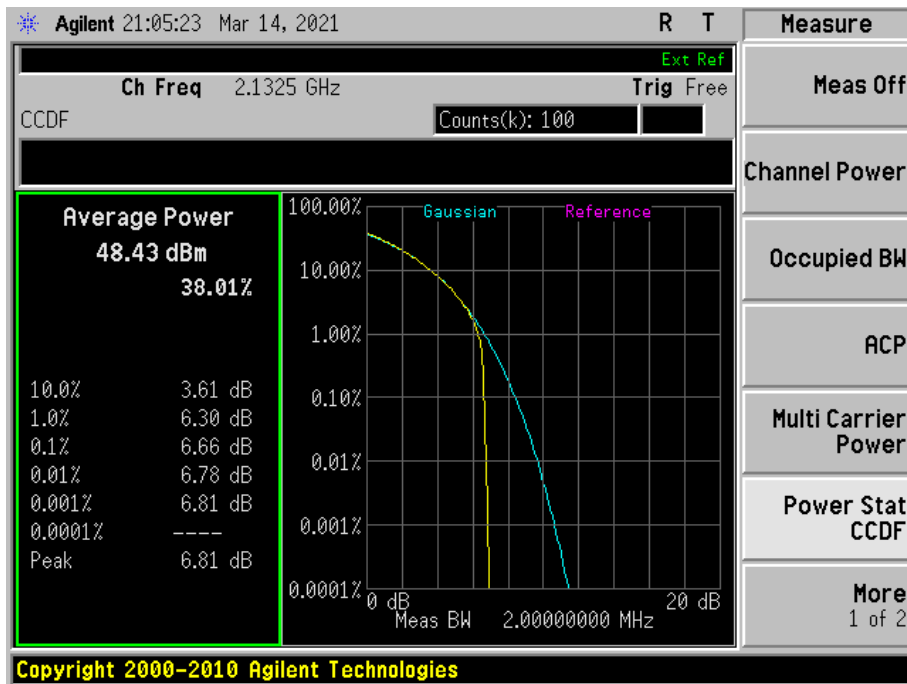 Agilent 21:05:23 Mar 14, 2021 R T
Ext Ref
Ch Freq 2.1325 GHz Trig Free
CCDF Counts(k): 100
Average Power
48.43 dBm
38.01%
10.0% 3.61 dB
1.0% 6.30 dB
0.1% 6.66 dB
0.01% 6.78 dB
0.001% 6.81 dB
0.0001% ----
Peak 6.81 dB
Gaussian Reference
100.00%
10.00%
1.00%
0.10%
0.01%
0.001%
0.0001%
0 dB 20 dB
Meas BW 2.00000000 MHz
Measure
Meas Off
Channel Power
Occupied BW
ACP
Multi Carrier
Power
Power Stat
CCDF
More
1 of 2
Copyright 2000-2010 Agilent Technologies